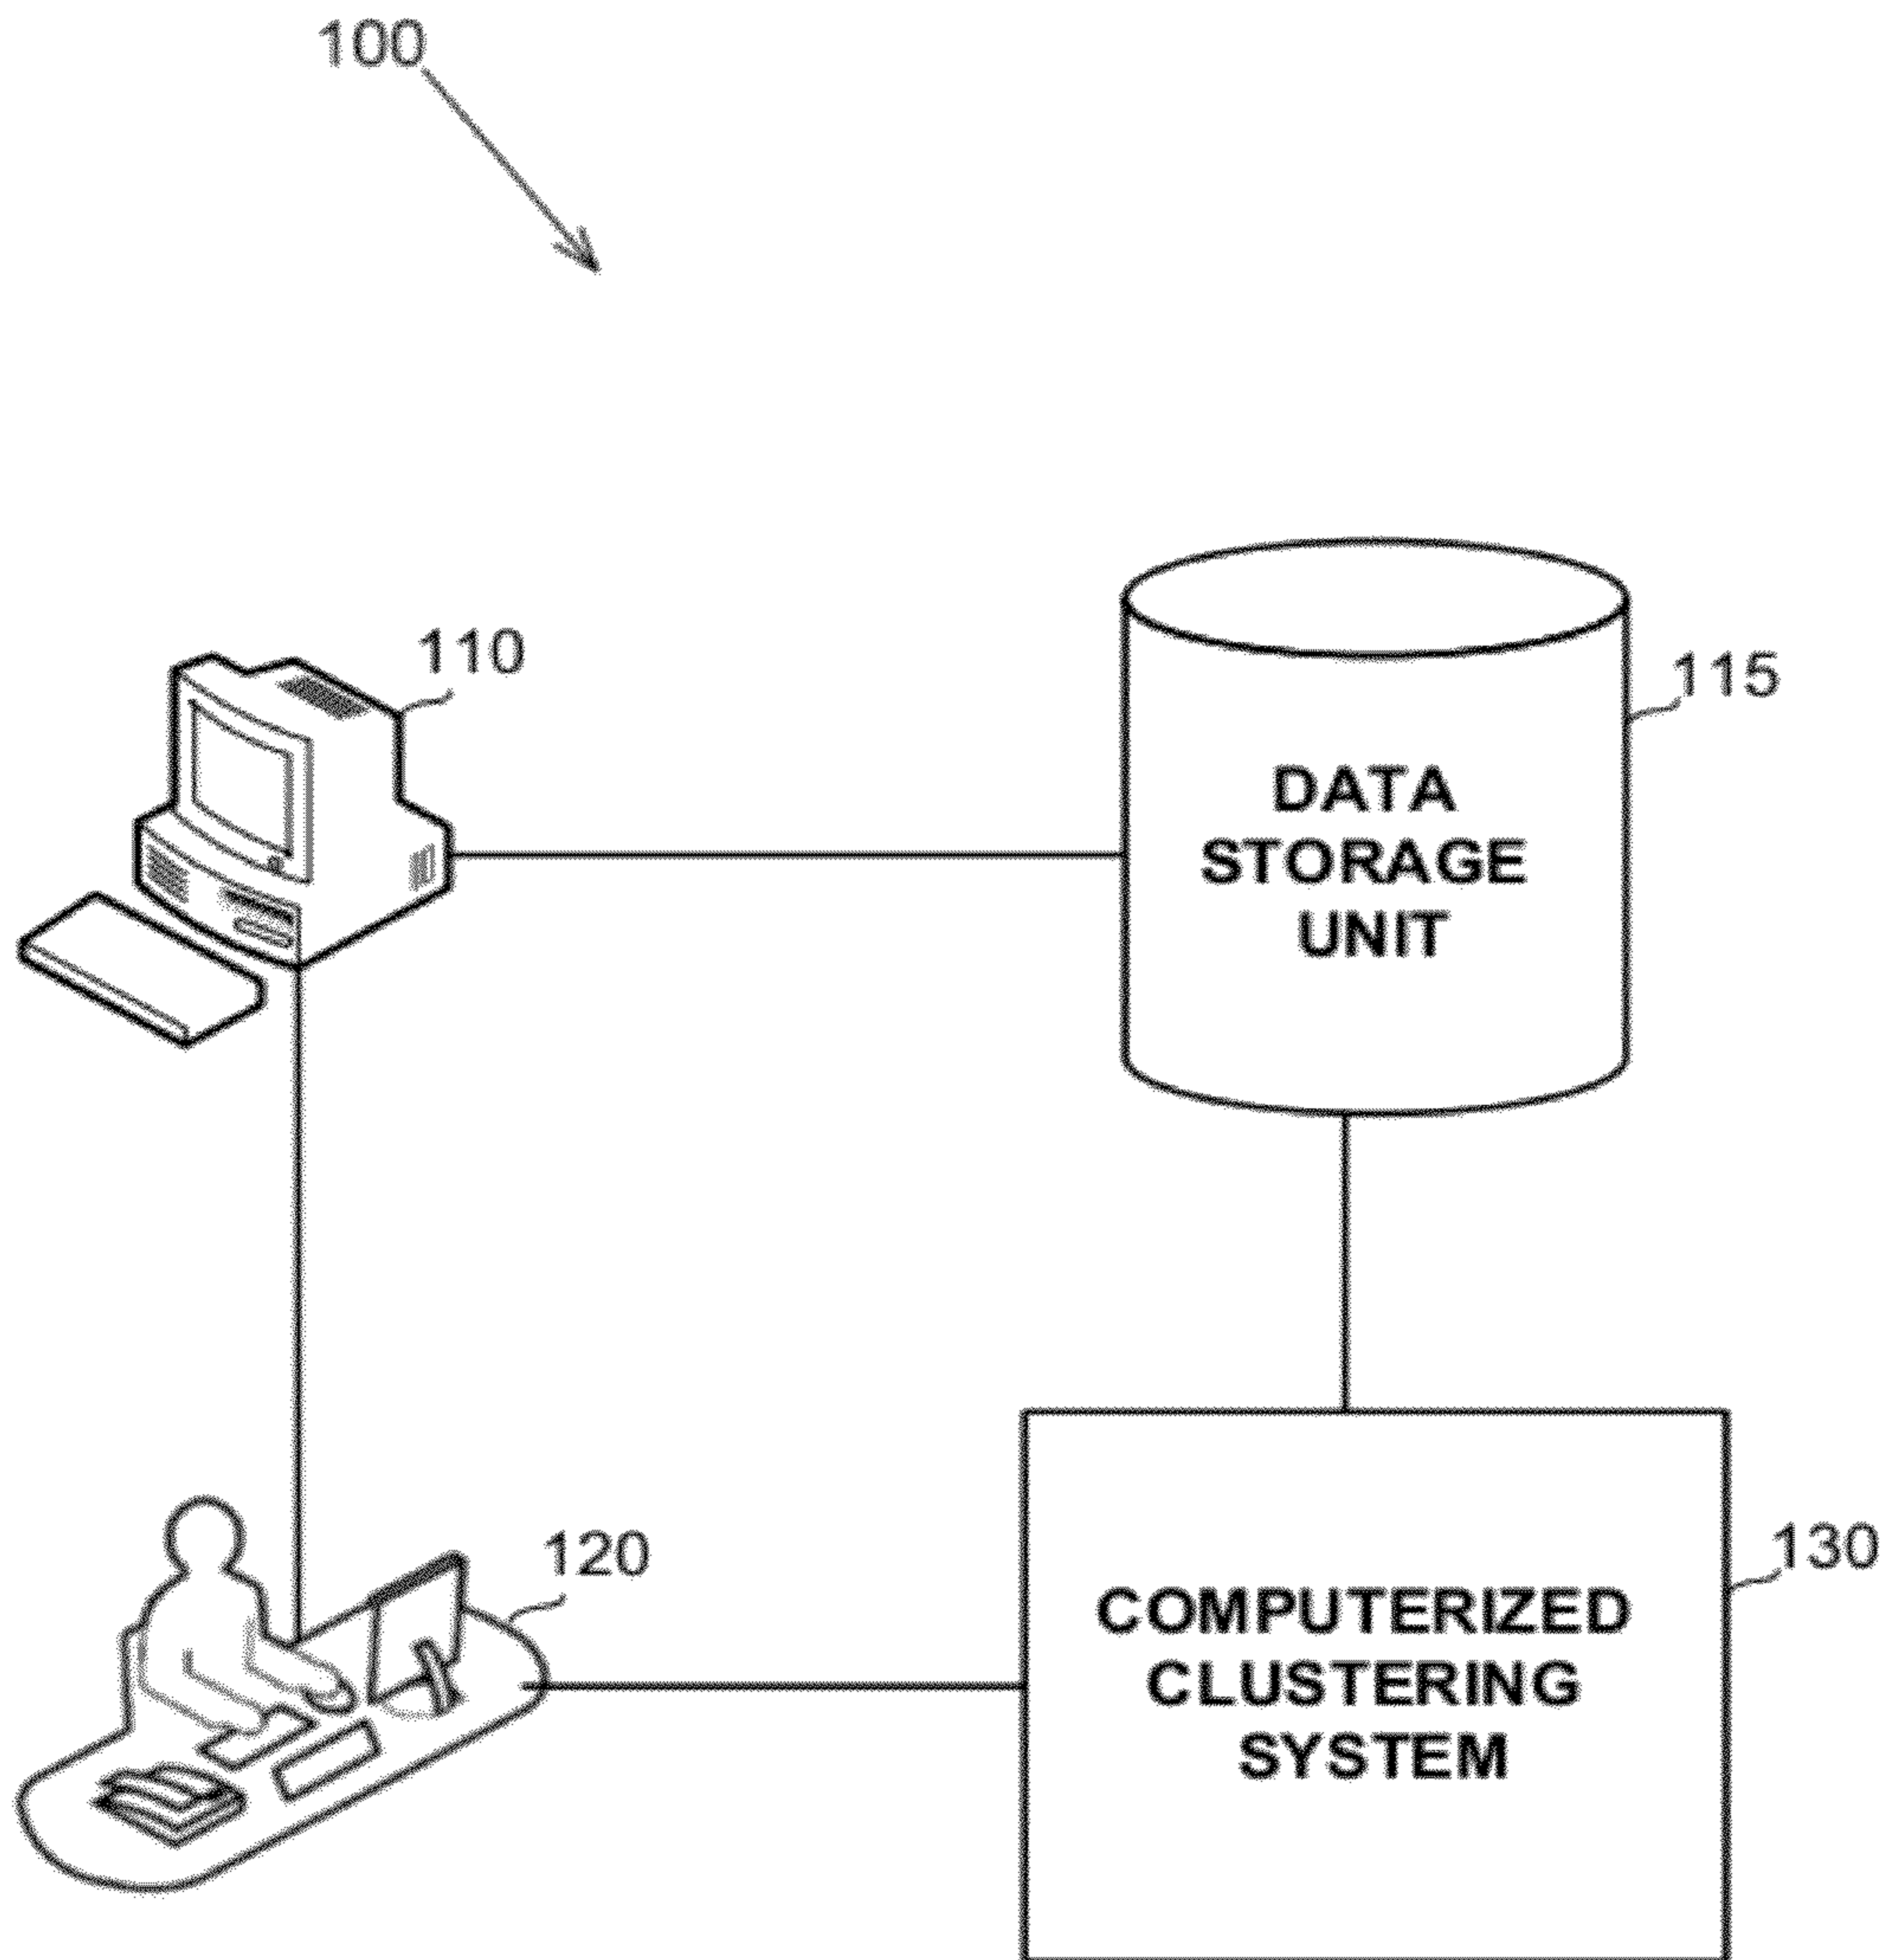 100
110
115
DATA
STORAGE
UNIT
120
130
COMPUTERIZED
CLUSTERING
SYSTEM